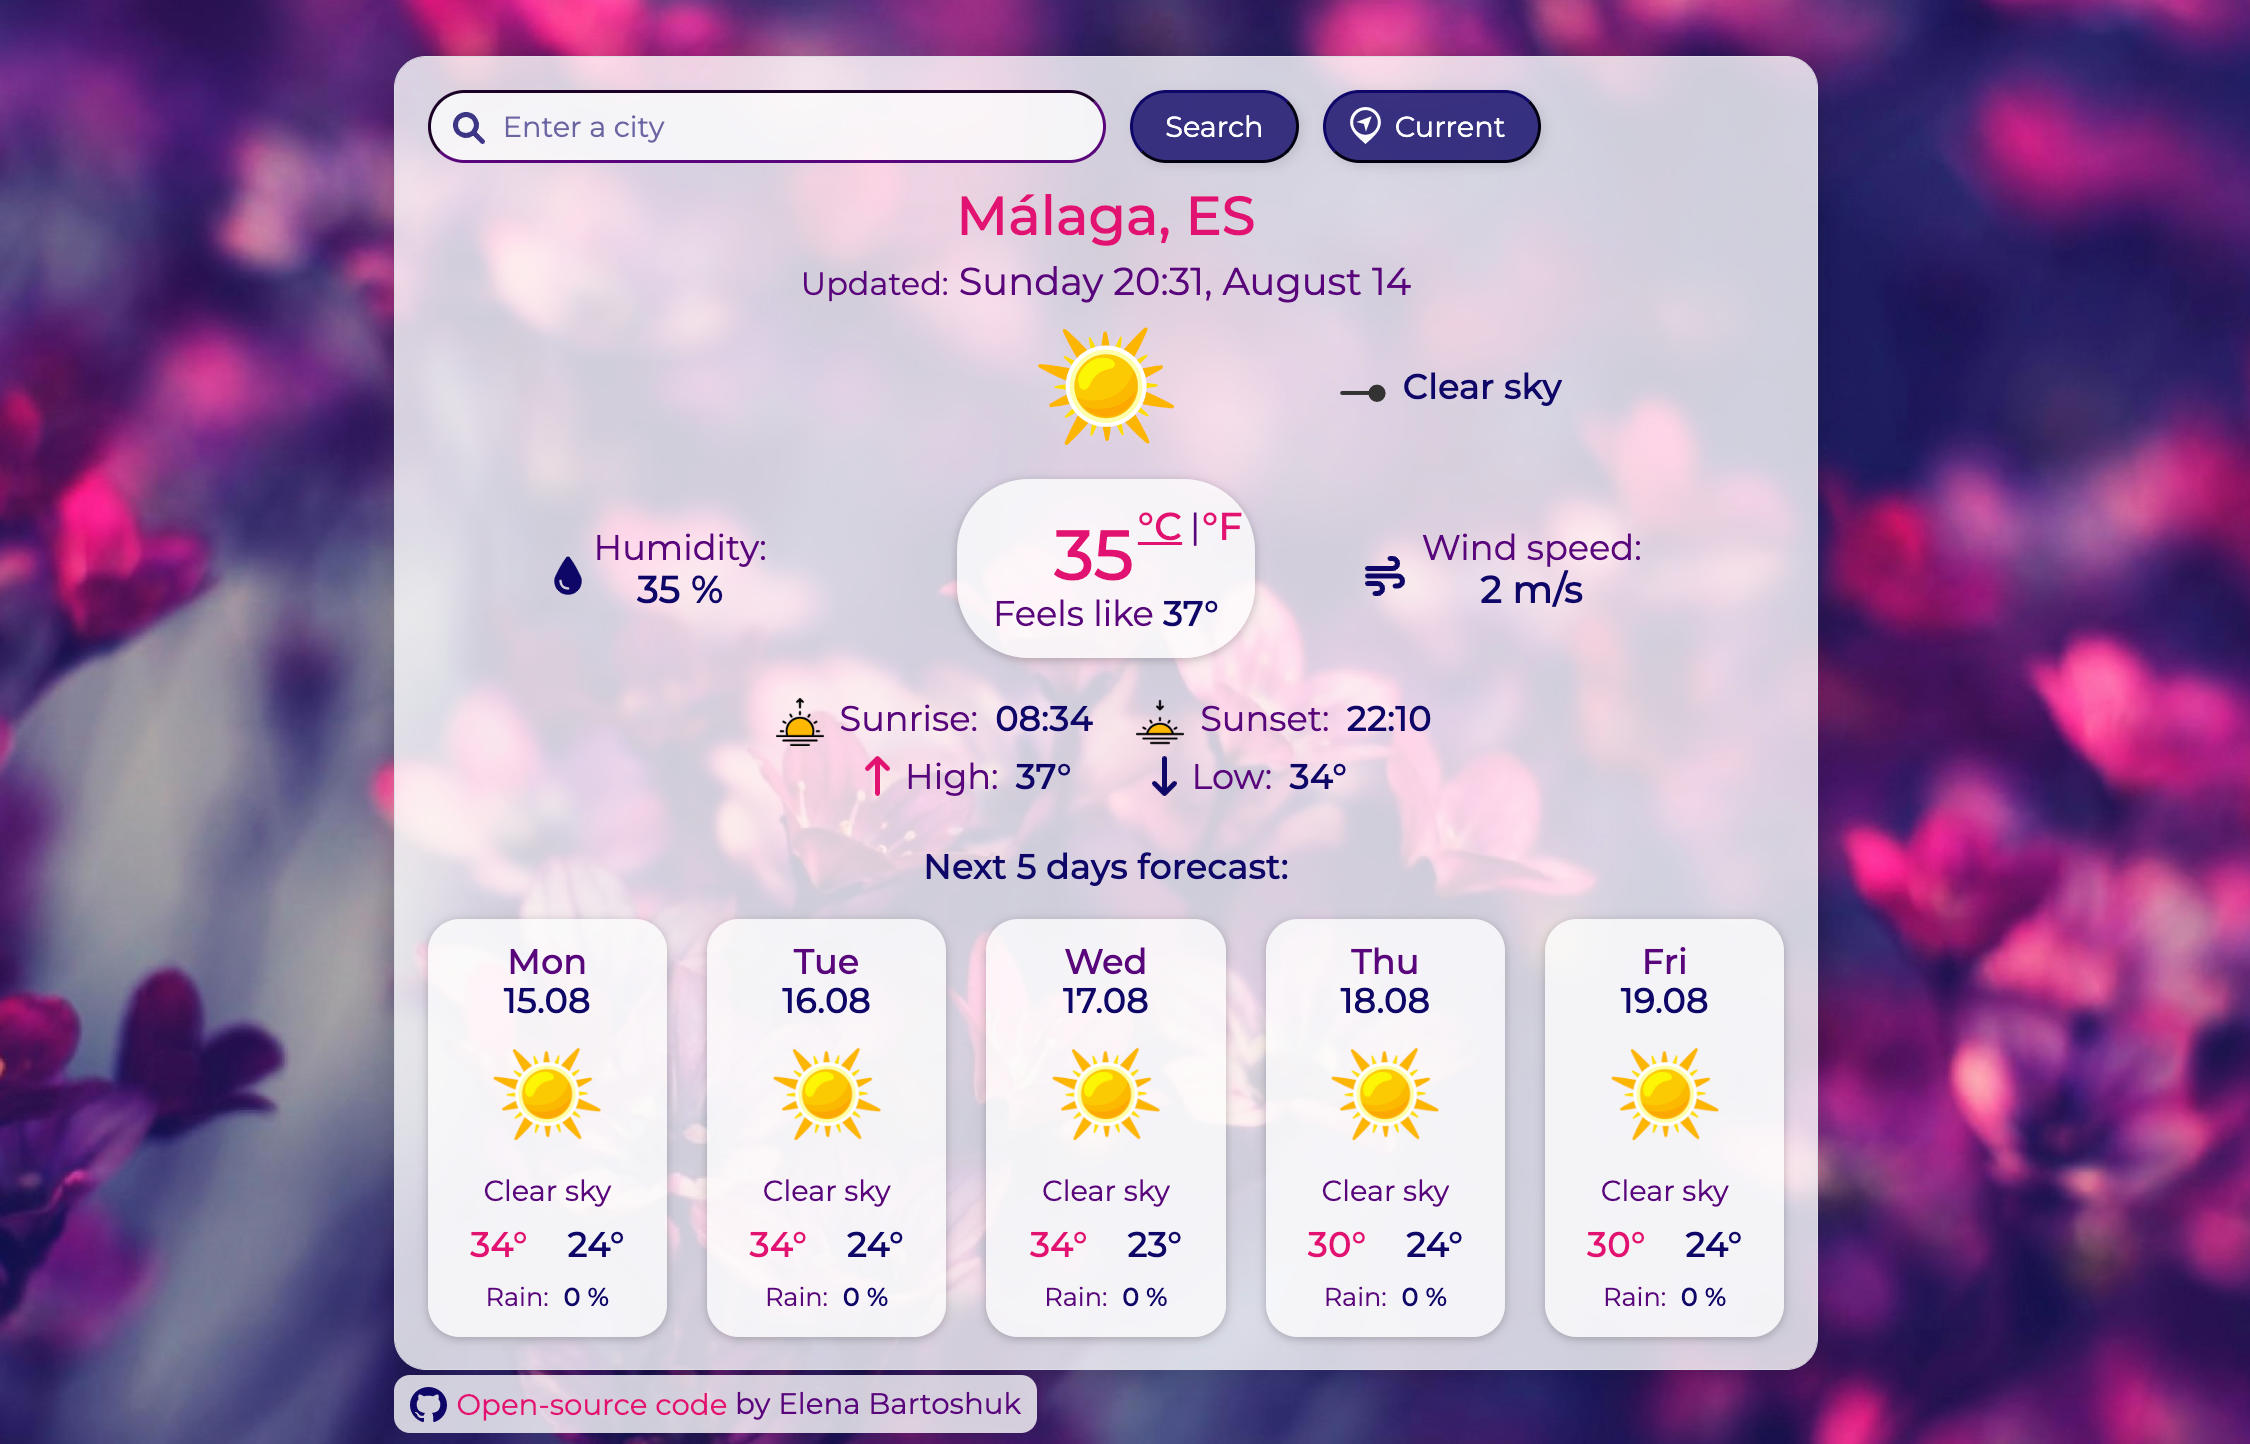 Enter a city
Search
Current
Málaga, ES
Updated: Sunday 20:31, August 14
Clear sky
Humidity:
35 %
35 °C |°F
Feels like 37°
Wind speed:
2 m/s
Sunrise: 08:34 Sunset: 22:10
High: 37° Low: 34°
Next 5 days forecast:
Mon
15.08
Clear sky
34° 24°
Rain: 0 %
Tue
16.08
Clear sky
34° 24°
Rain: 0 %
Wed
17.08
Clear sky
34° 23°
Rain: 0 %
Thu
18.08
Clear sky
30° 24°
Rain: 0 %
Fri
19.08
Clear sky
30° 24°
Rain: 0 %
Open-source code by Elena Bartoshuk